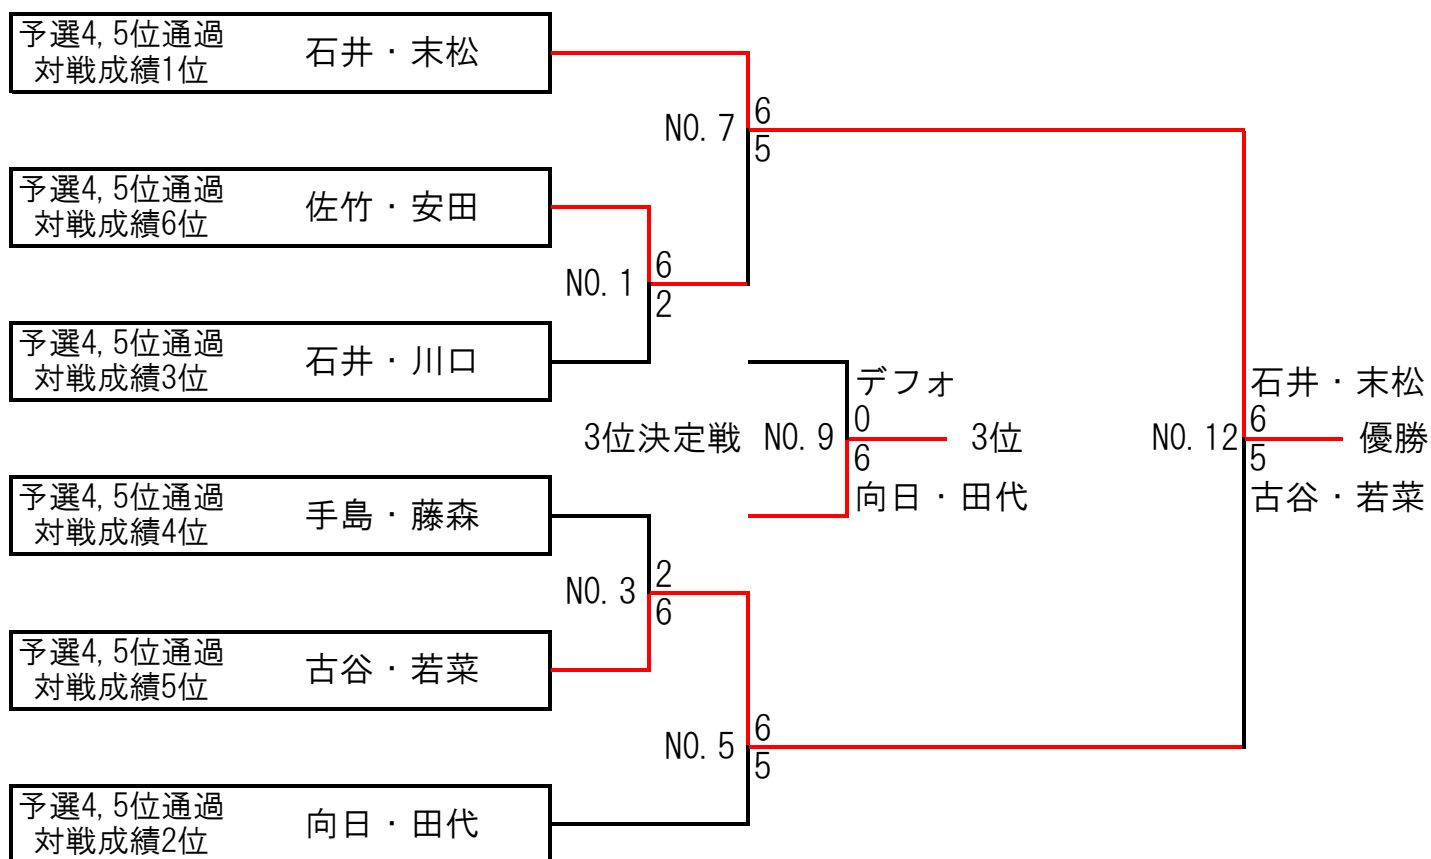 予選4,5位通過
対戦成績1位
石井・末松
NO.7
6
5
予選4,5位通過
対戦成績6位
佐竹・安田
NO.1
6
2
予選4,5位通過
対戦成績3位
石井・川口
デフォ
3位決定戦 NO.9
0
6
3位
向日・田代
石井・末松
NO.12
6
5
優勝
古谷・若菜
予選4,5位通過
対戦成績4位
手島・藤森
NO.3
2
6
予選4,5位通過
対戦成績5位
古谷・若菜
NO.5
6
5
予選4,5位通過
対戦成績2位
向日・田代